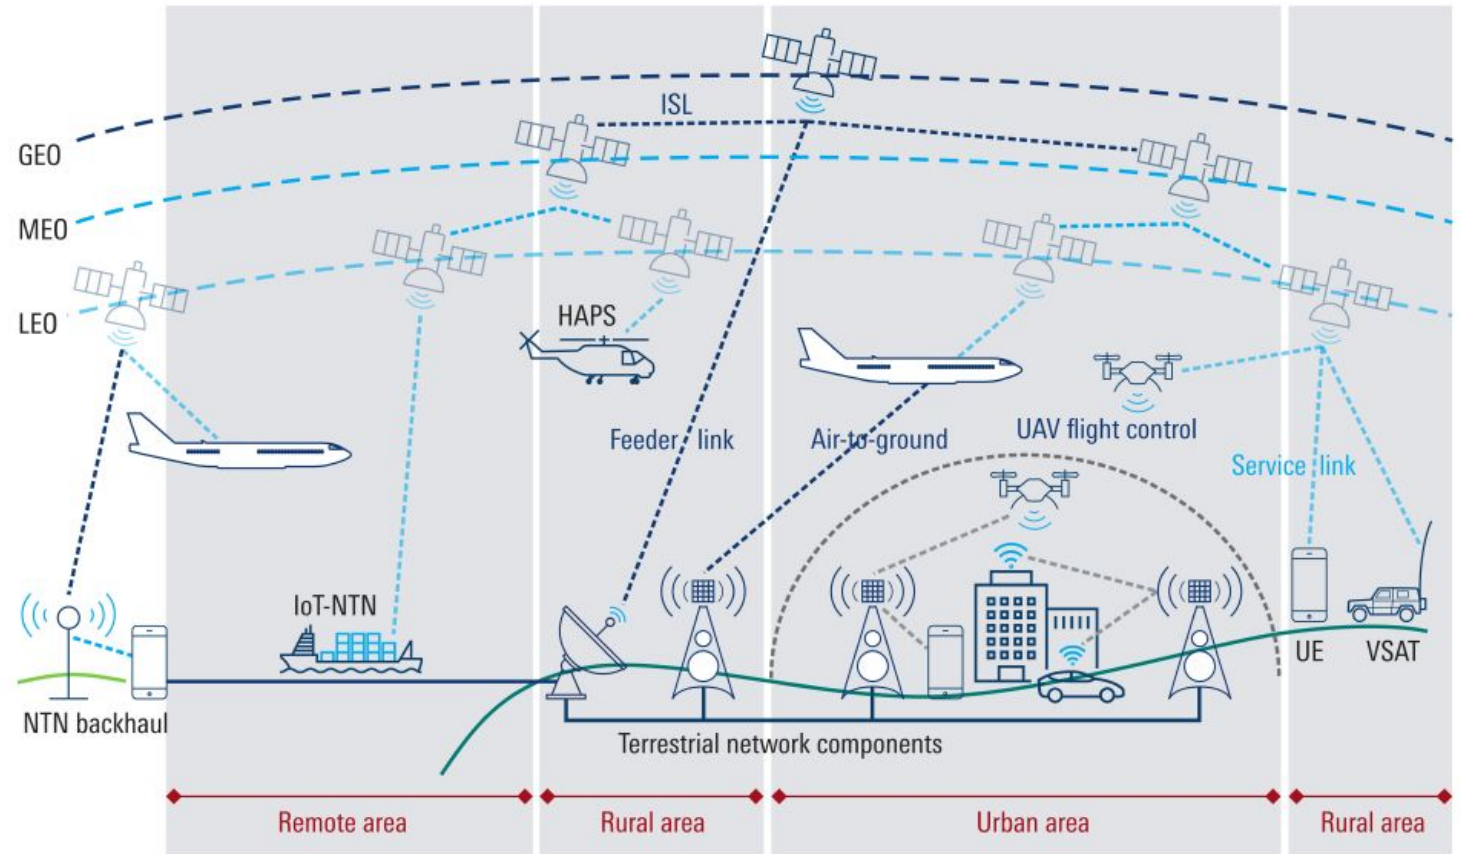 ISL
GEO
MEO
LEO
HAPS
Feeder link
Air-to-ground
UAV flight control
Service link
IoT-NTN
UE
VSAT
NTN backhaul
Terrestrial network components
Remote area
Rural area
Urban area
Rural area